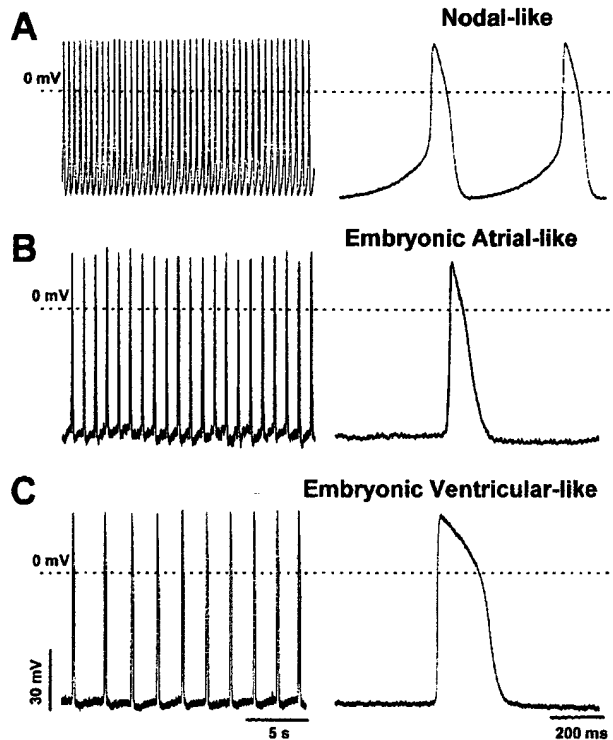 A
Nodal-like
0 mV
B
Embryonic Atrial-like
0 mV
C
Embryonic Ventricular-like
0 mV
30 mV
5 s
200 ms